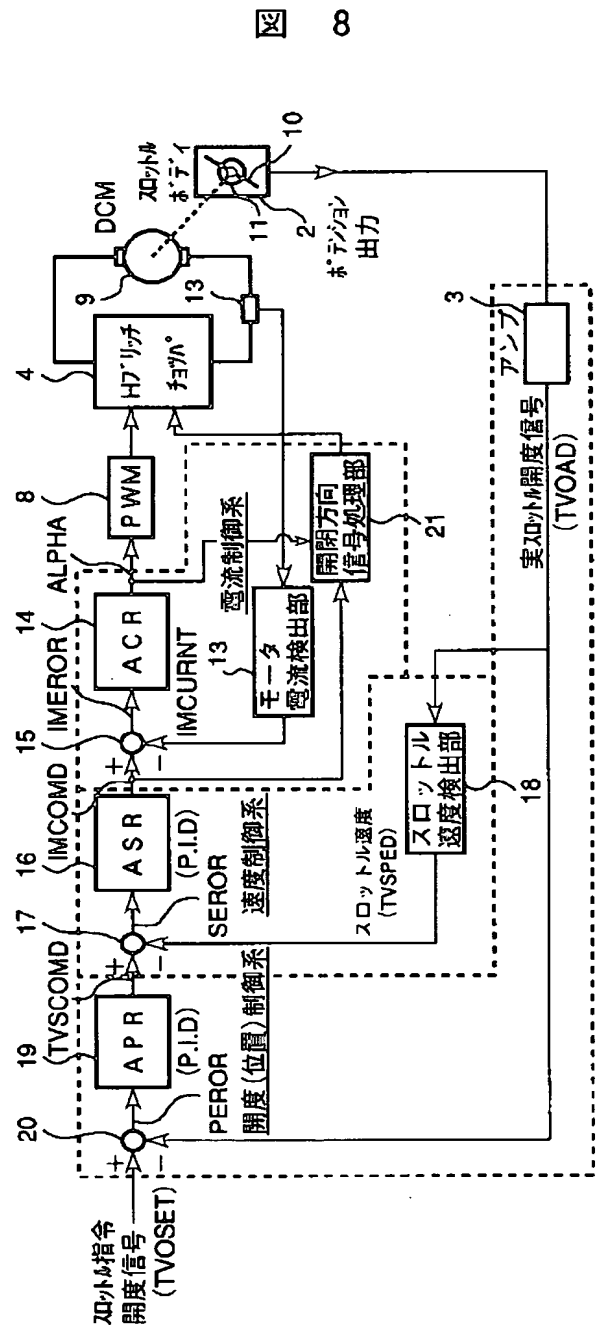 図 8
スロットル指令
開度信号
(TVOSET)
20
+
−
PEROR
19
APR
(P.I.D)
開度(位置)制御系
(TVSCOMD)
17
+
−
SEROR
16
ASR
(P.I.D)
速度制御系
(IMCOMD)
15
+
−
IMEROR
IMCURNT
14
ACR
ALPHA
電流制御系
8
PWM
4
Hブリッチ
チョッパ
9
DCM
13
スロットル
ボディ
10
11
2
ポテンション
出力
13
モータ
電流検出部
開閉方向
信号処理部
21
スロットル速度
(TVSPED)
スロットル
速度検出部
18
3
アンプ
実スロットル開度信号
(TVOAD)